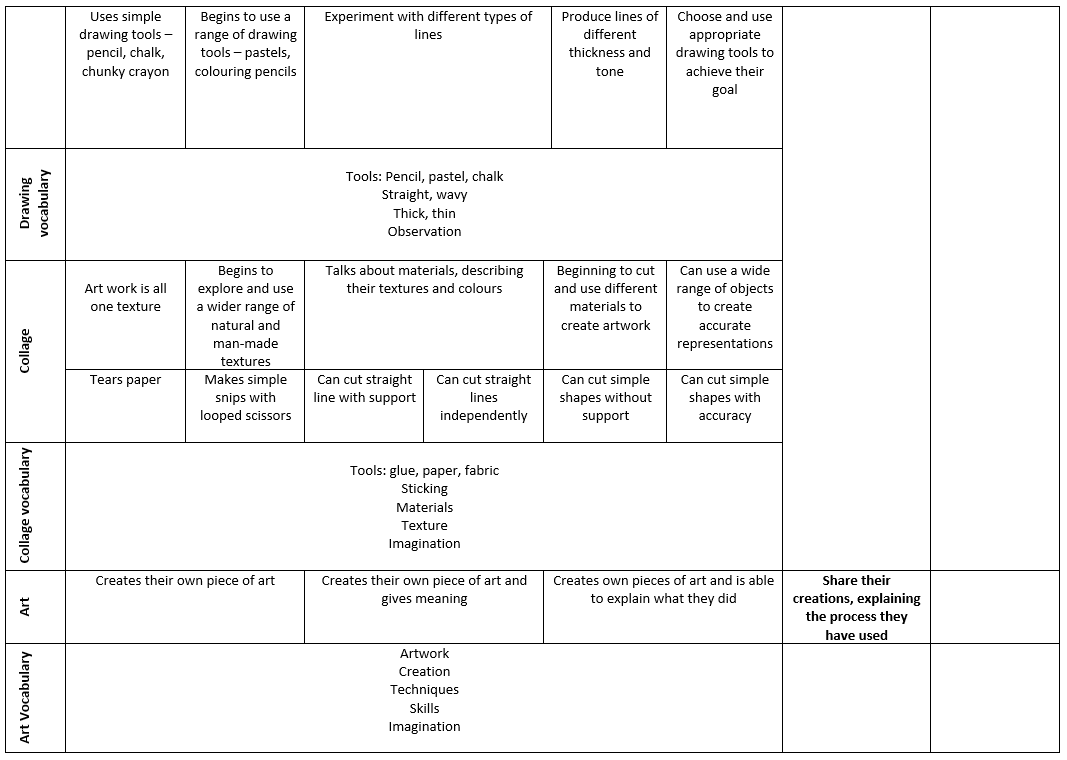 Uses simple
drawing tools –
pencil, chalk,
chunky crayon
Begins to use a
range of drawing
tools – pastels,
colouring pencils
Experiment with different types of
lines
Produce lines of
different
thickness and
tone
Choose and use
appropriate
drawing tools to
achieve their
goal
Drawing
vocabulary
Tools: Pencil, pastel, chalk
Straight, wavy
Thick, thin
Observation
Collage
Art work is all
one texture
Begins to
explore and use
a wider range of
natural and
man-made
textures
Talks about materials, describing
their textures and colours
Beginning to cut
and use different
materials to
create artwork
Can use a wide
range of objects
to create
accurate
representations
Tears paper
Makes simple
snips with
looped scissors
Can cut straight
line with support
Can cut straight
lines
independently
Can cut simple
shapes without
support
Can cut simple
shapes with
accuracy
Collage vocabulary
Tools: glue, paper, fabric
Sticking
Materials
Texture
Imagination
Art
Creates their own piece of art
Creates their own piece of art and
gives meaning
Creates own pieces of art and is able
to explain what they did
Share their
creations, explaining
the process they
have used
Art Vocabulary
Artwork
Creation
Techniques
Skills
Imagination